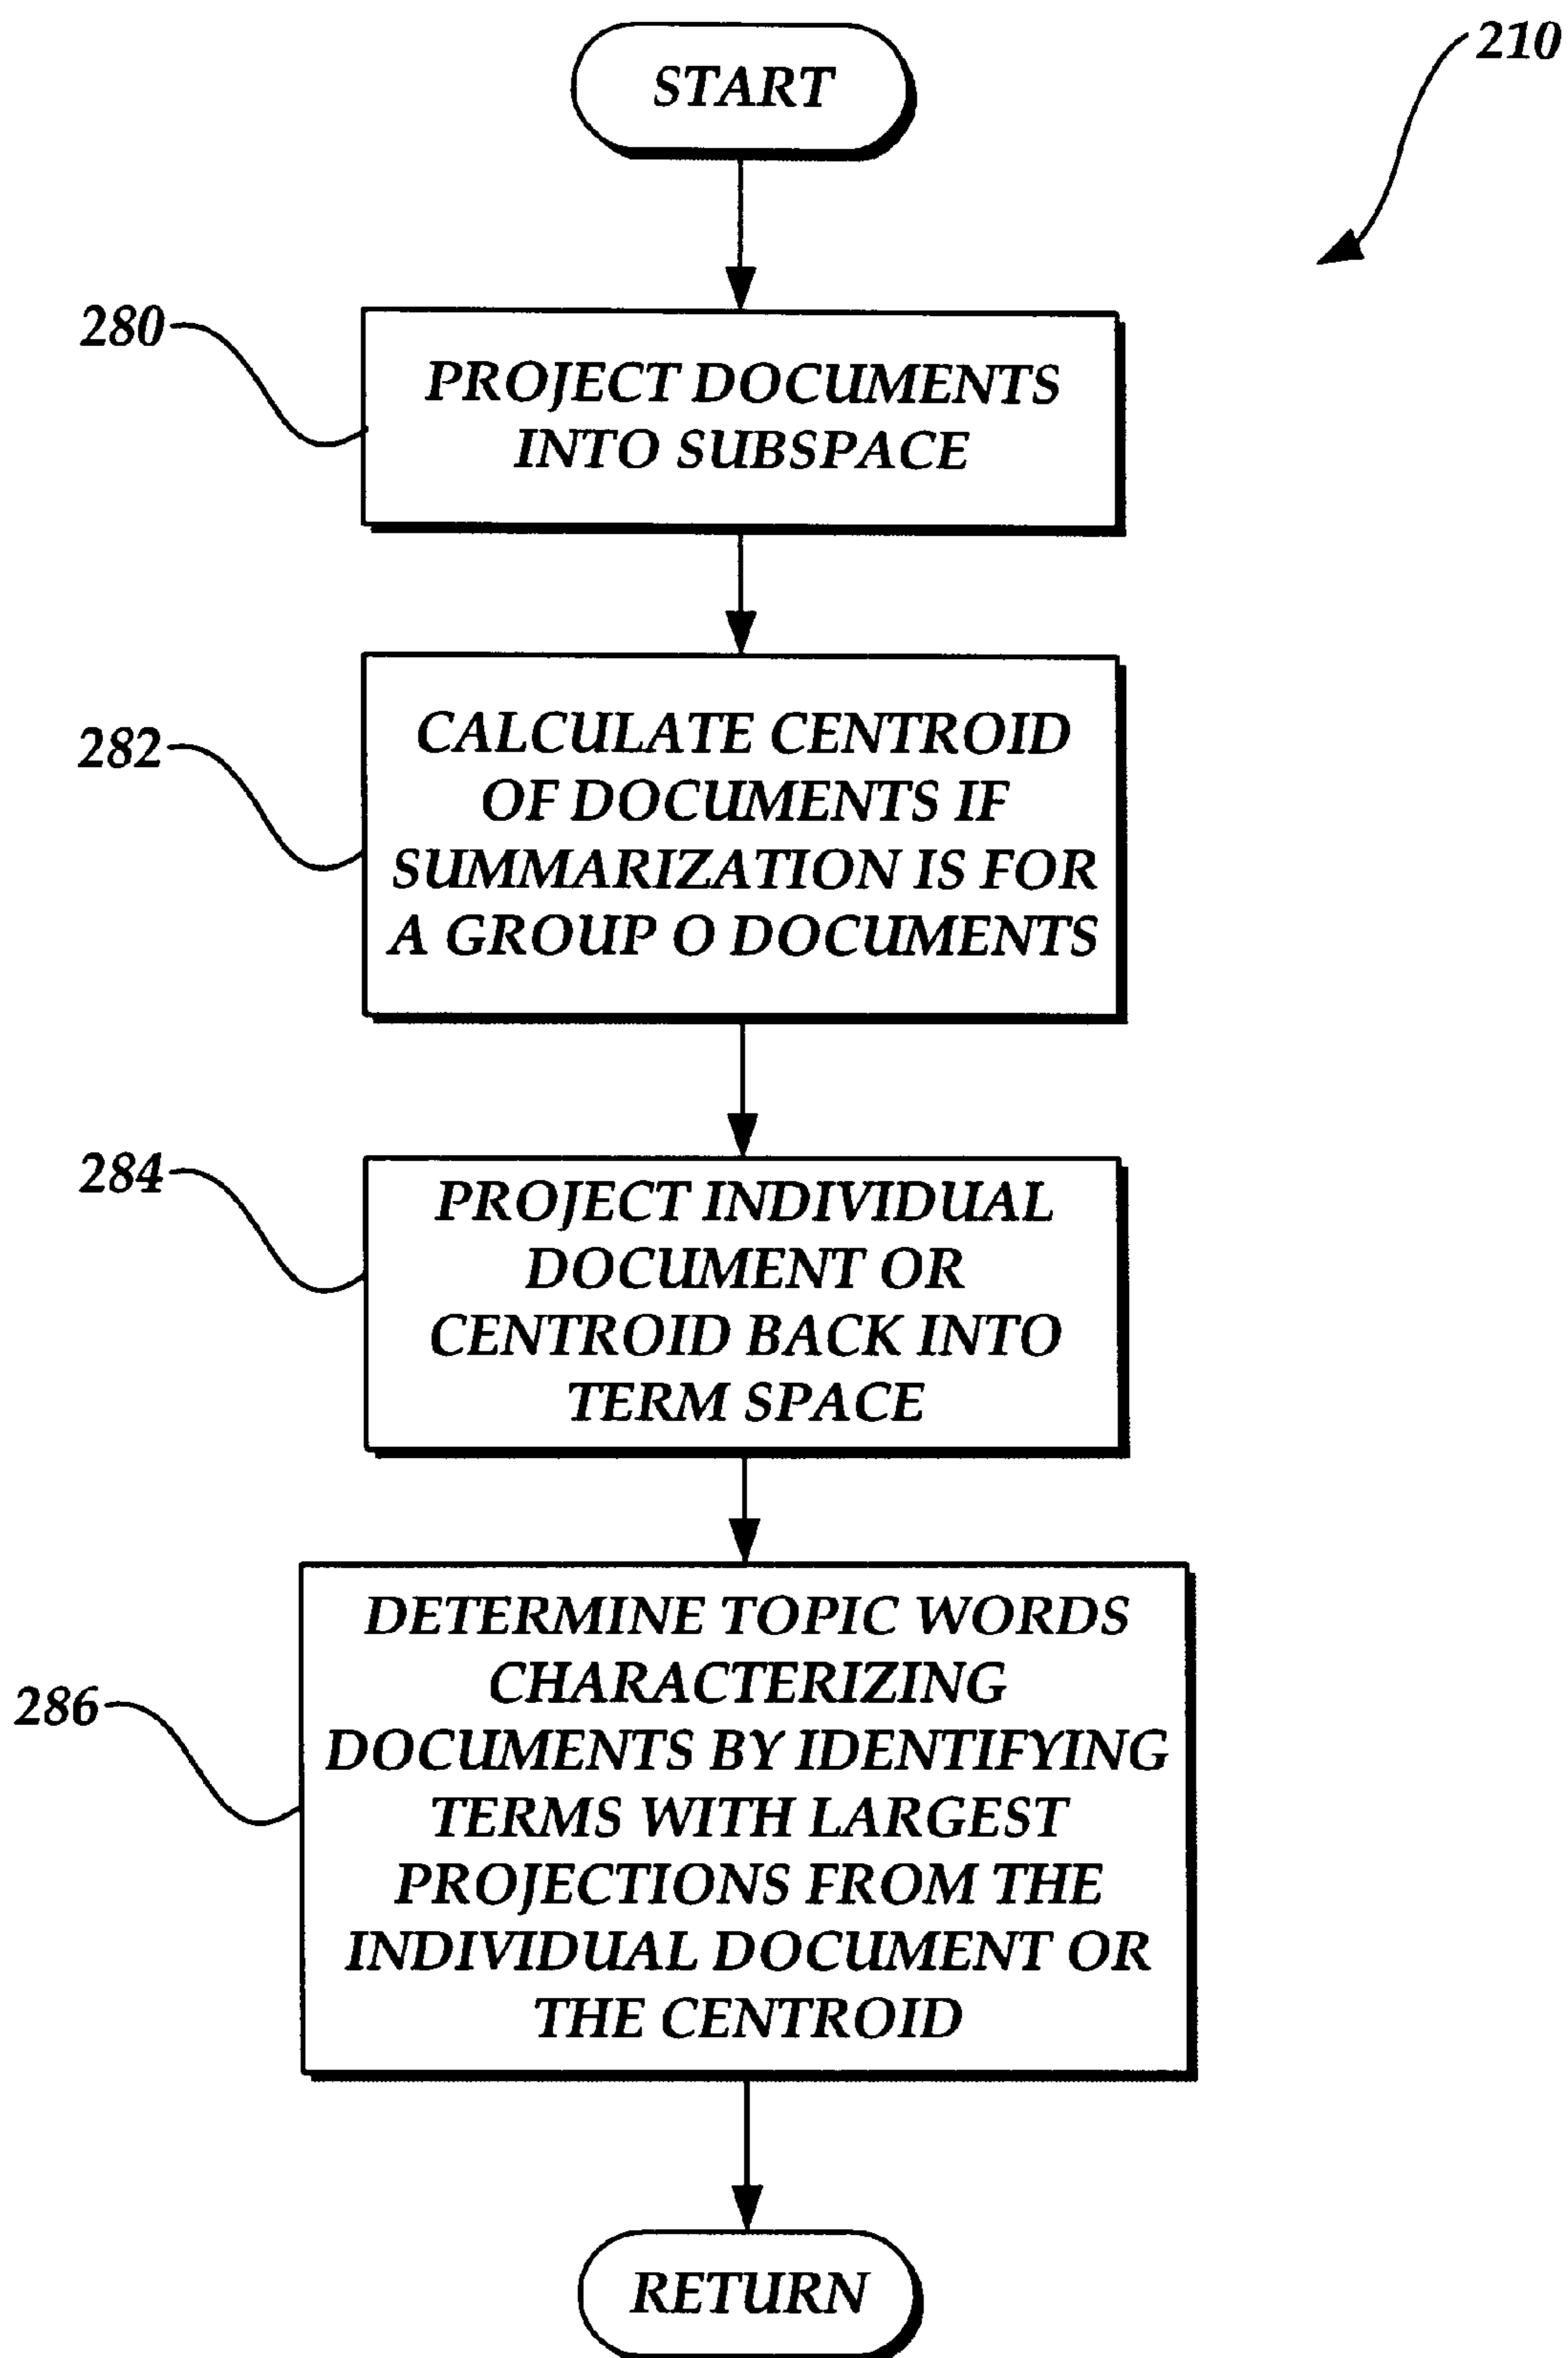 START
210
280
PROJECT DOCUMENTS
INTO SUBSPACE
282
CALCULATE CENTROID
OF DOCUMENTS IF
SUMMARIZATION IS FOR
A GROUP O DOCUMENTS
284
PROJECT INDIVIDUAL
DOCUMENT OR
CENTROID BACK INTO
TERM SPACE
286
DETERMINE TOPIC WORDS
CHARACTERIZING
DOCUMENTS BY IDENTIFYING
TERMS WITH LARGEST
PROJECTIONS FROM THE
INDIVIDUAL DOCUMENT OR
THE CENTROID
RETURN